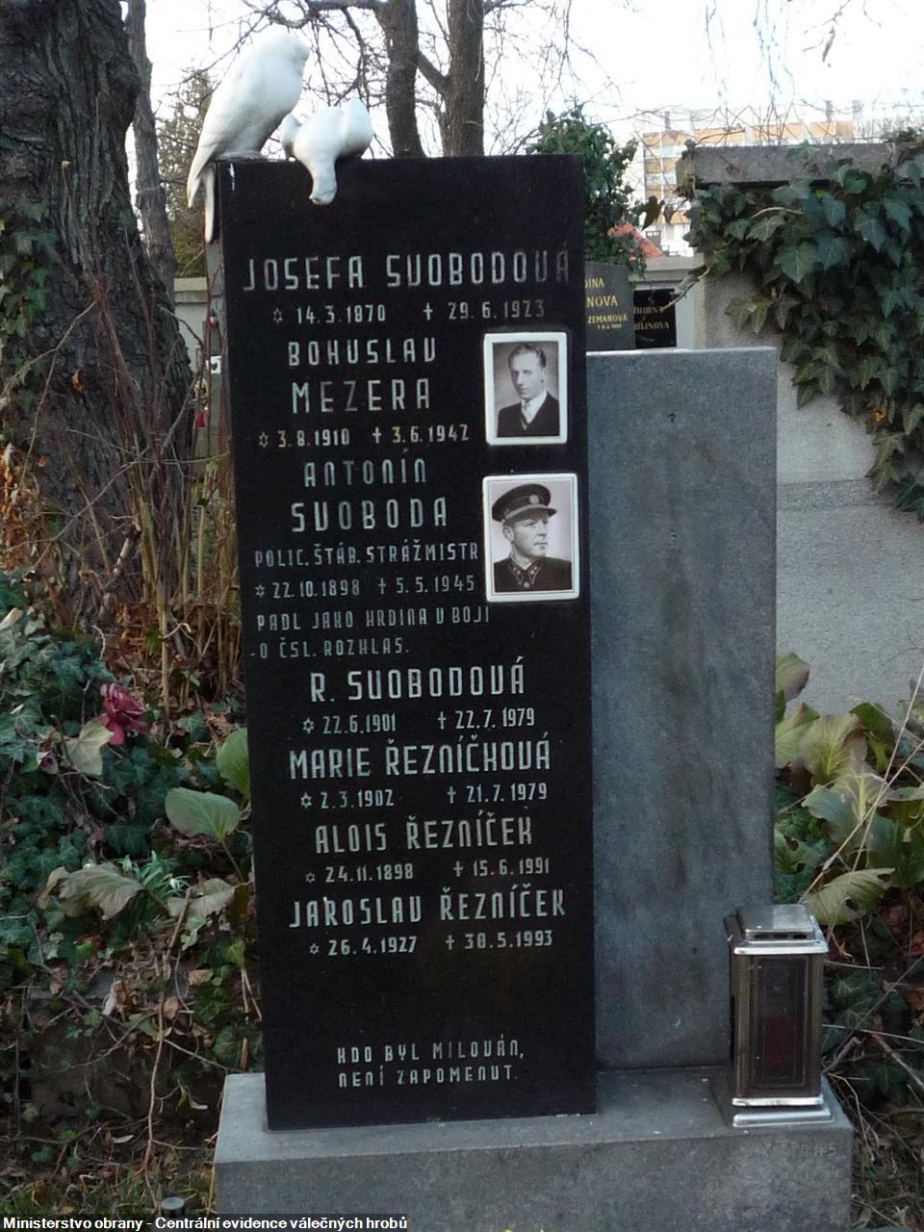 JOSEFA SVOBODOVÁ
✡ 14.3.1870 ✝ 29.6.1923
BOHUSLAV
MEZERA
✡ 3.8.1910 ✝ 3.6.1942
ANTONÍN
SVOBODA
POLIC. ŠTÁB. STRÁŽMISTR
✡ 22.10.1898 ✝ 5.5.1945
PADL JAKO HRDINA V BOJI
O ČSL. ROZHLAS.
R. SVOBODOVÁ
✡ 22.6.1901 ✝ 22.7.1979
MARIE ŘEZNÍČKOVÁ
✡ 2.3.1902 ✝ 21.7.1979
ALOIS ŘEZNÍČEK
✡ 24.11.1898 ✝ 15.6.1991
JAROSLAV ŘEZNÍČEK
✡ 26.4.1927 ✝ 30.5.1993
KDO BYL MILOVÁN,
NENÍ ZAPOMENUT.
ZEMANOVÁ
Ministerstvo obrany - Centrální evidence válečných hrobů